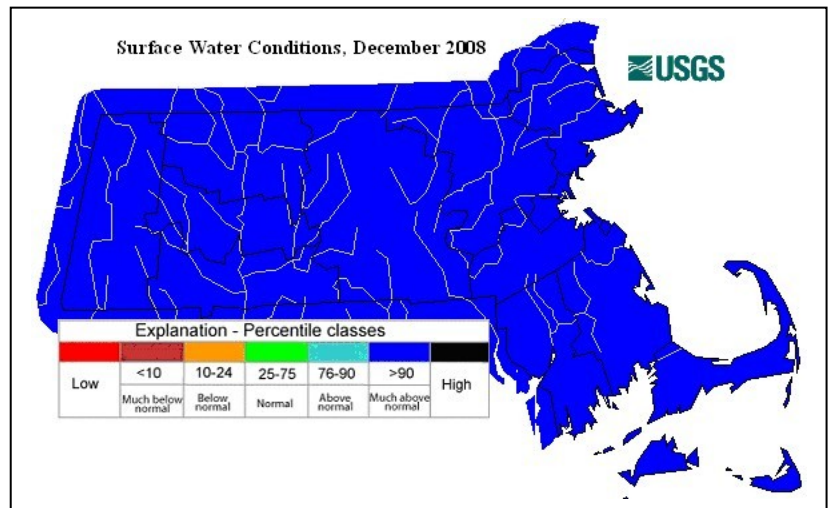 Surface Water Conditions, December 2008
USGS
Explanation - Percentile classes
Low <10 10-24 25-75 76-90 >90 High
Much below normal Below normal Normal Above normal Much above normal